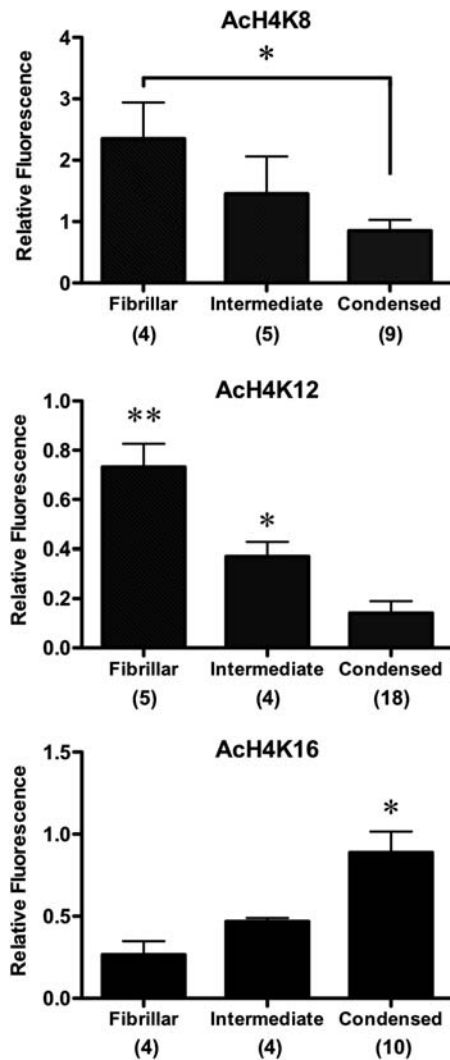 AcH4K8
Relative Fluorescence
4
3
2
1
0
*
Fibrillar Intermediate Condensed
(4) (5) (9)
AcH4K12
Relative Fluorescence
1.0
0.8
0.6
0.4
0.2
0.0
** *
Fibrillar Intermediate Condensed
(5) (4) (18)
AcH4K16
Relative Fluorescence
1.5
1.0
0.5
0.0
*
Fibrillar Intermediate Condensed
(4) (4) (10)